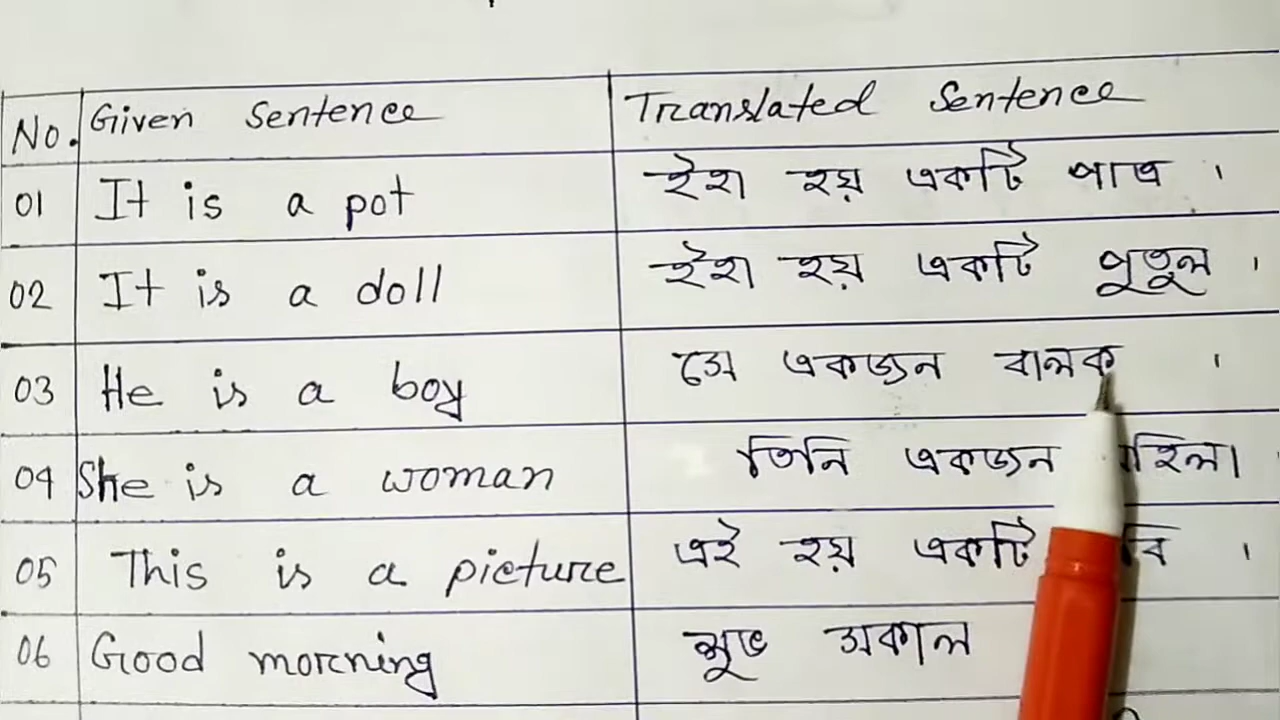 No. Given Sentence Translated Sentence
01 It is a pot ইহা হয় একটি পাত্র ।
02 It is a doll ইহা হয় একটি পুতুল ।
03 He is a boy সে একজন বালক ।
04 She is a woman তিনি একজন
05 This is a picture এই হয় একটি ।
06 Good morning শুভ সকাল